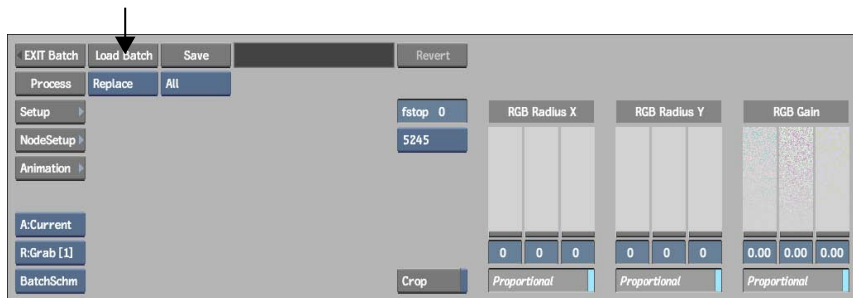 EXIT Batch Load Batch Save Revert
Process Replace All
Setup fstop 0 RGB Radius X RGB Radius Y RGB Gain
NodeSetup 5245
Animation
A:Current
R:Grab [1] 0 0 0 0 0 0 0.00 0.00 0.00
BatchSchm Crop Proportional Proportional Proportional